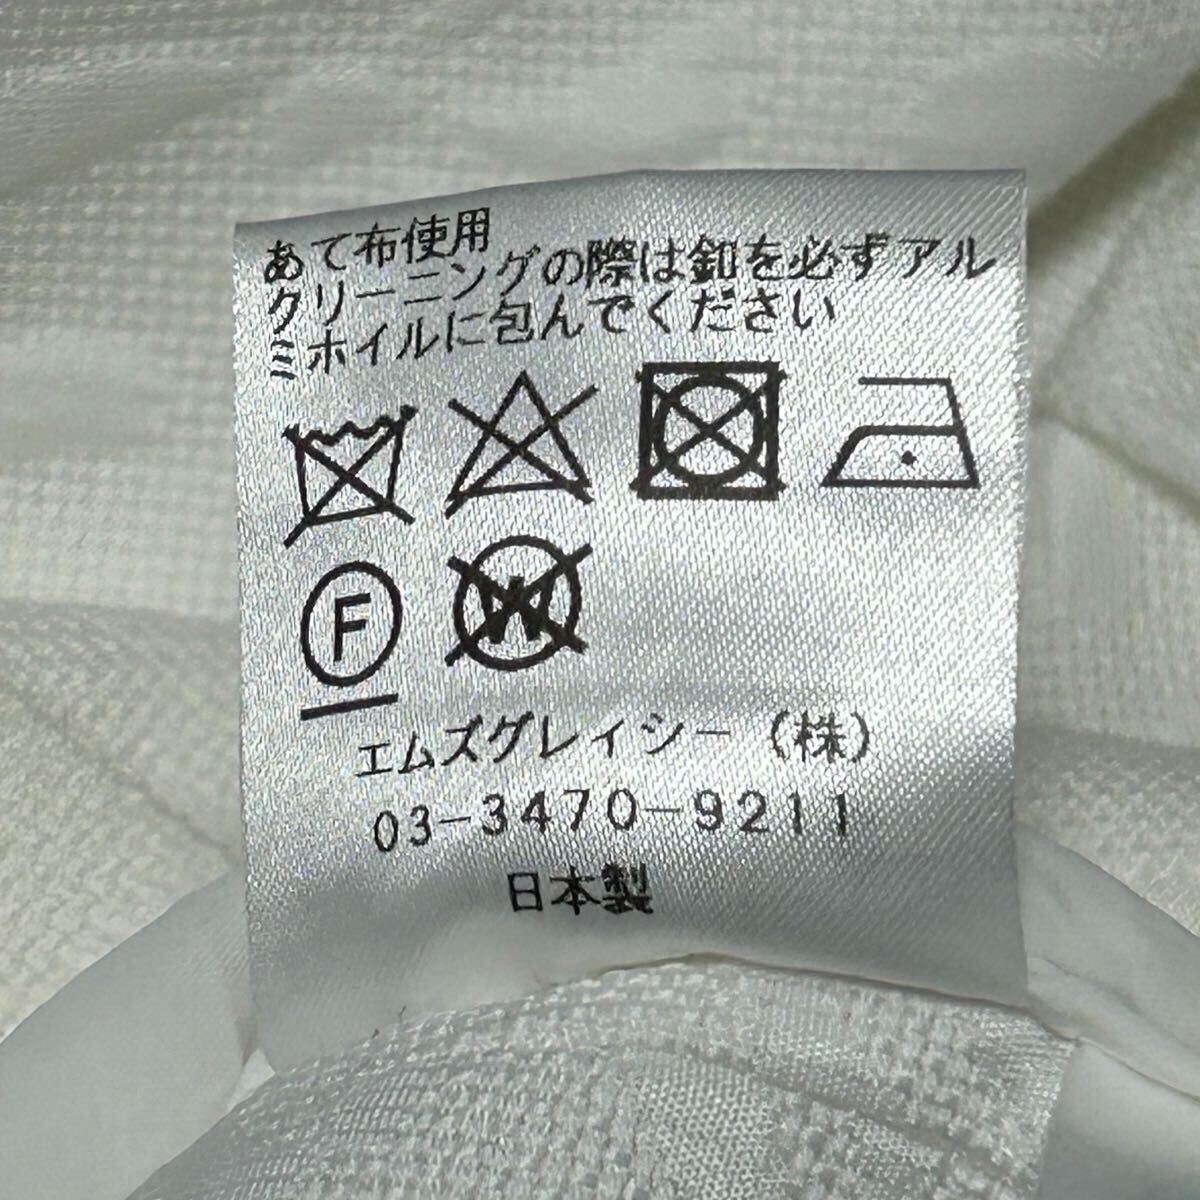 あて布使用
クリーニングの際は釦を必ずアル
ミホイルに包んでください
F
W
エムズグレイシー(株)
03-3470-9211
日本製